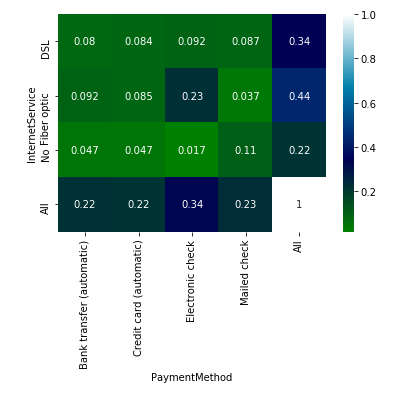 DSL 0.08 0.084 0.092 0.087 0.34
Fiber optic 0.092 0.085 0.23 0.037 0.44
No 0.047 0.047 0.017 0.11 0.22
All 0.22 0.22 0.34 0.23 1
InternetService
Bank transfer (automatic)
Credit card (automatic)
Electronic check
Mailed check
All
PaymentMethod
1.0
0.8
0.6
0.4
0.2